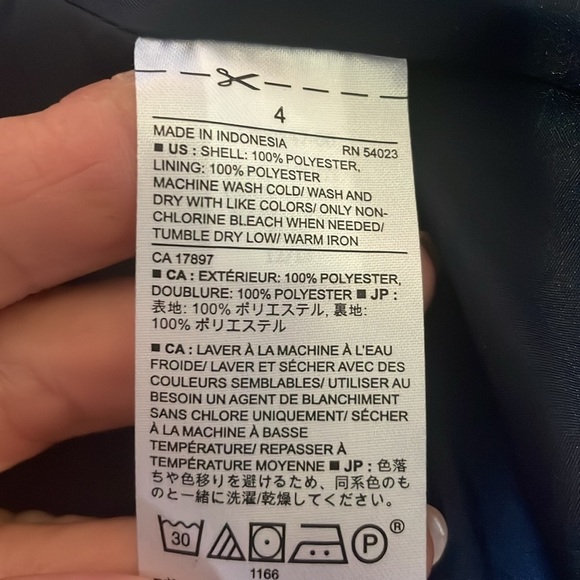 4
MADE IN INDONESIA RN 54023
■ US : SHELL: 100% POLYESTER,
LINING: 100% POLYESTER
MACHINE WASH COLD/ WASH AND
DRY WITH LIKE COLORS/ ONLY NON-
CHLORINE BLEACH WHEN NEEDED/
TUMBLE DRY LOW/ WARM IRON
CA 17897
■ CA : EXTÉRIEUR: 100% POLYESTER,
DOUBLURE: 100% POLYESTER ■ JP :
表地: 100% ポリエステル, 裏地:
100% ポリエステル
■ CA : LAVER À LA MACHINE À L'EAU
FROIDE/ LAVER ET SÉCHER AVEC DES
COULEURS SEMBLABLES/ UTILISER AU
BESOIN UN AGENT DE BLANCHIMENT
SANS CHLORE UNIQUEMENT/ SÉCHER
À LA MACHINE À BASSE
TEMPÉRATURE/ REPASSER À
TEMPÉRATURE MOYENNE ■ JP : 色落
ちや色移りを避けるため、同系色のも
のと一緒に洗濯/乾燥してください。
30 P ®
1166